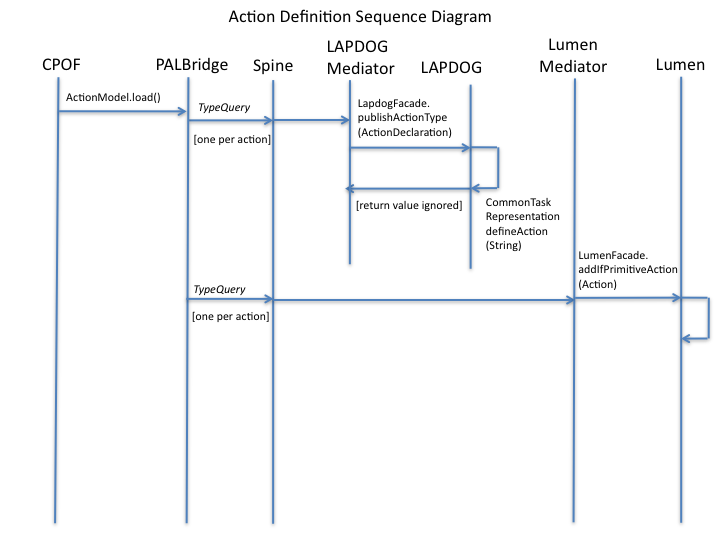 Action Definition Sequence Diagram
CPOF
PALBridge
Spine
LAPDOG
Mediator
LAPDOG
Lumen
Mediator
Lumen
ActionModel.load()
TypeQuery
[one per action]
LapdogFacade.
publishActionType
(ActionDeclaration)
[return value ignored]
CommonTask
Representation
defineAction
(String)
LumenFacade.
addIfPrimitiveAction
(Action)
TypeQuery
[one per action]